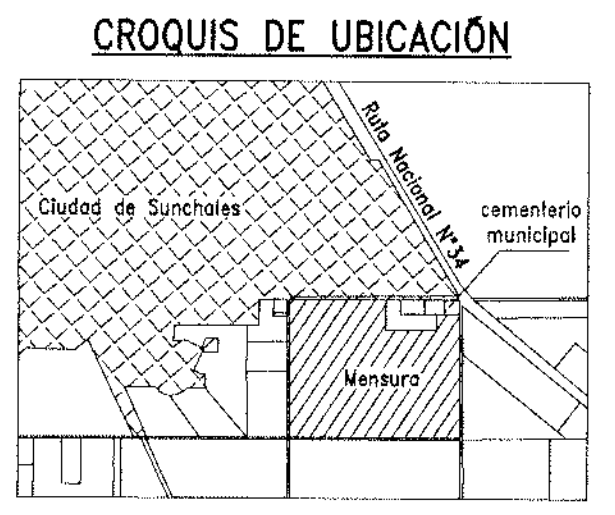 CROQUIS DE UBICACIÓN
Ruta Nacional N°34
Ciudad de Sunchales
cementerio
municipal
Mensura